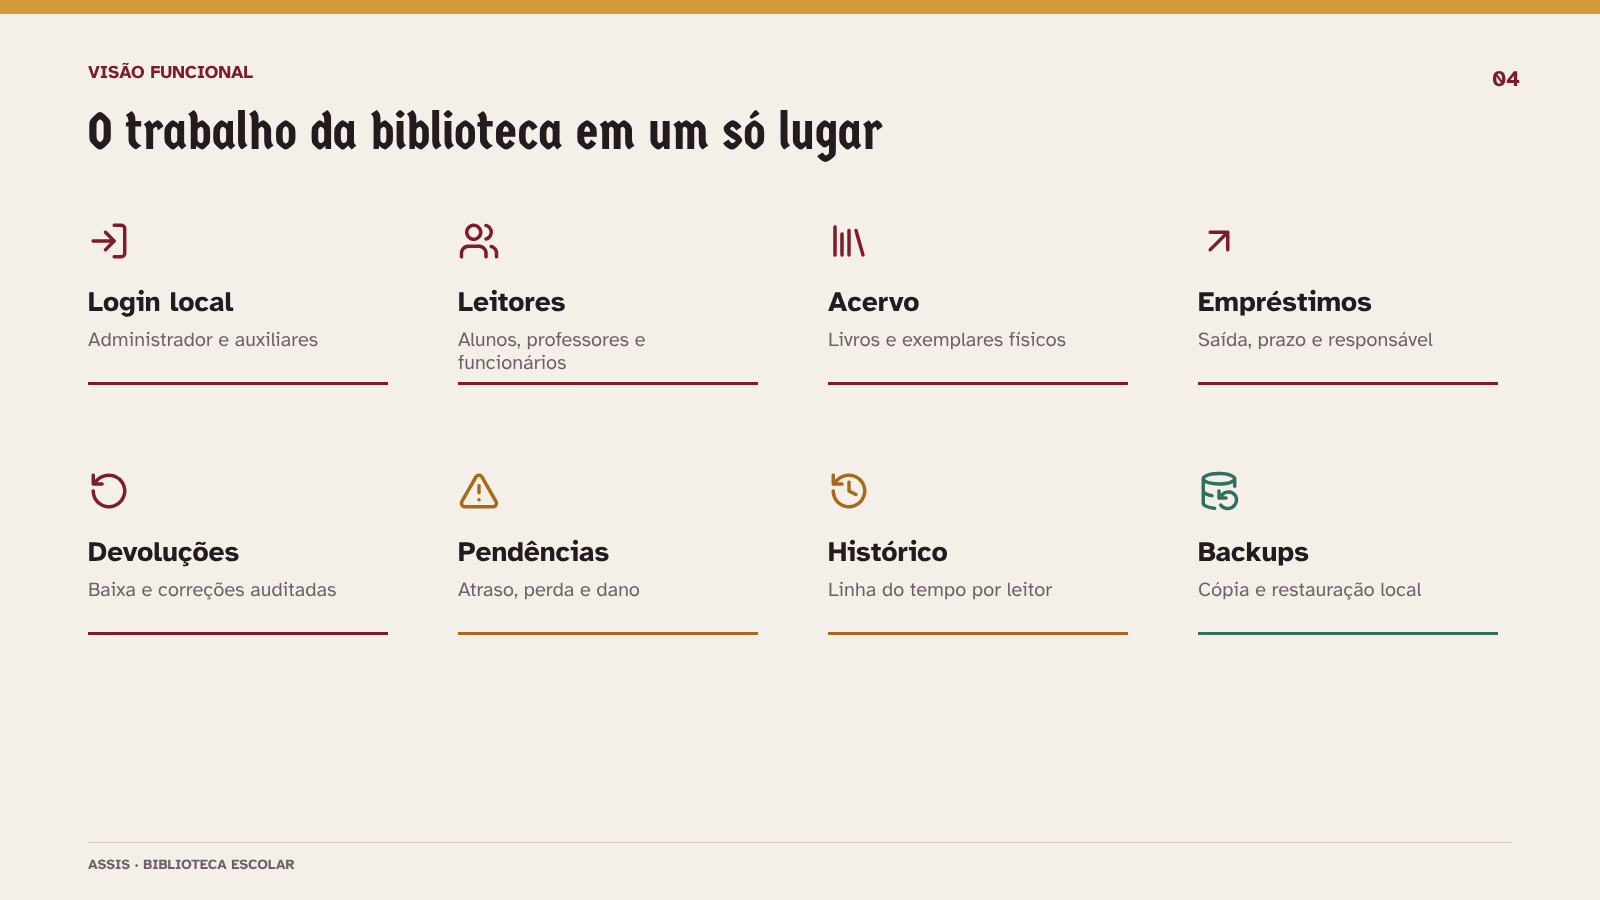 VISÃO FUNCIONAL
04
O trabalho da biblioteca em um só lugar
Login local
Administrador e auxiliares
Leitores
Alunos, professores e
funcionários
Acervo
Livros e exemplares físicos
Empréstimos
Saída, prazo e responsável
Devoluções
Baixa e correções auditadas
Pendências
Atraso, perda e dano
Histórico
Linha do tempo por leitor
Backups
Cópia e restauração local
ASSIS · BIBLIOTECA ESCOLAR